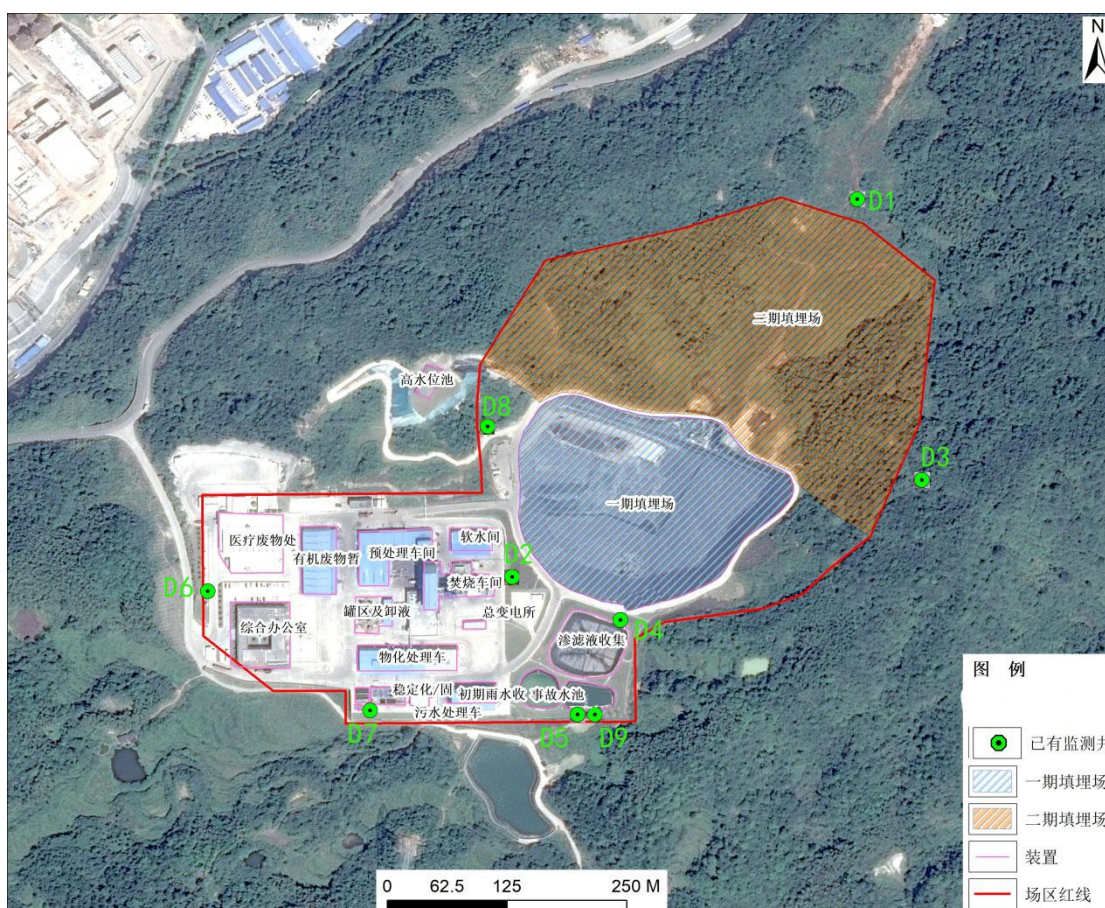 N
D1
二期填埋场
高水位池
D8
D3
一期填埋场
医疗废物处
有机废物暂
预处理车间
软水间
D2
焚烧车间
D6
罐区及卸液
总变电所
综合办公室
D4
渗滤液收集
物化处理车
稳定化/固
初期雨水收
事故水池
污水处理车
D7
D5
D9
图 例
已有监测井
一期填埋场
二期填埋场
装置
场区红线
0 62.5 125 250 M